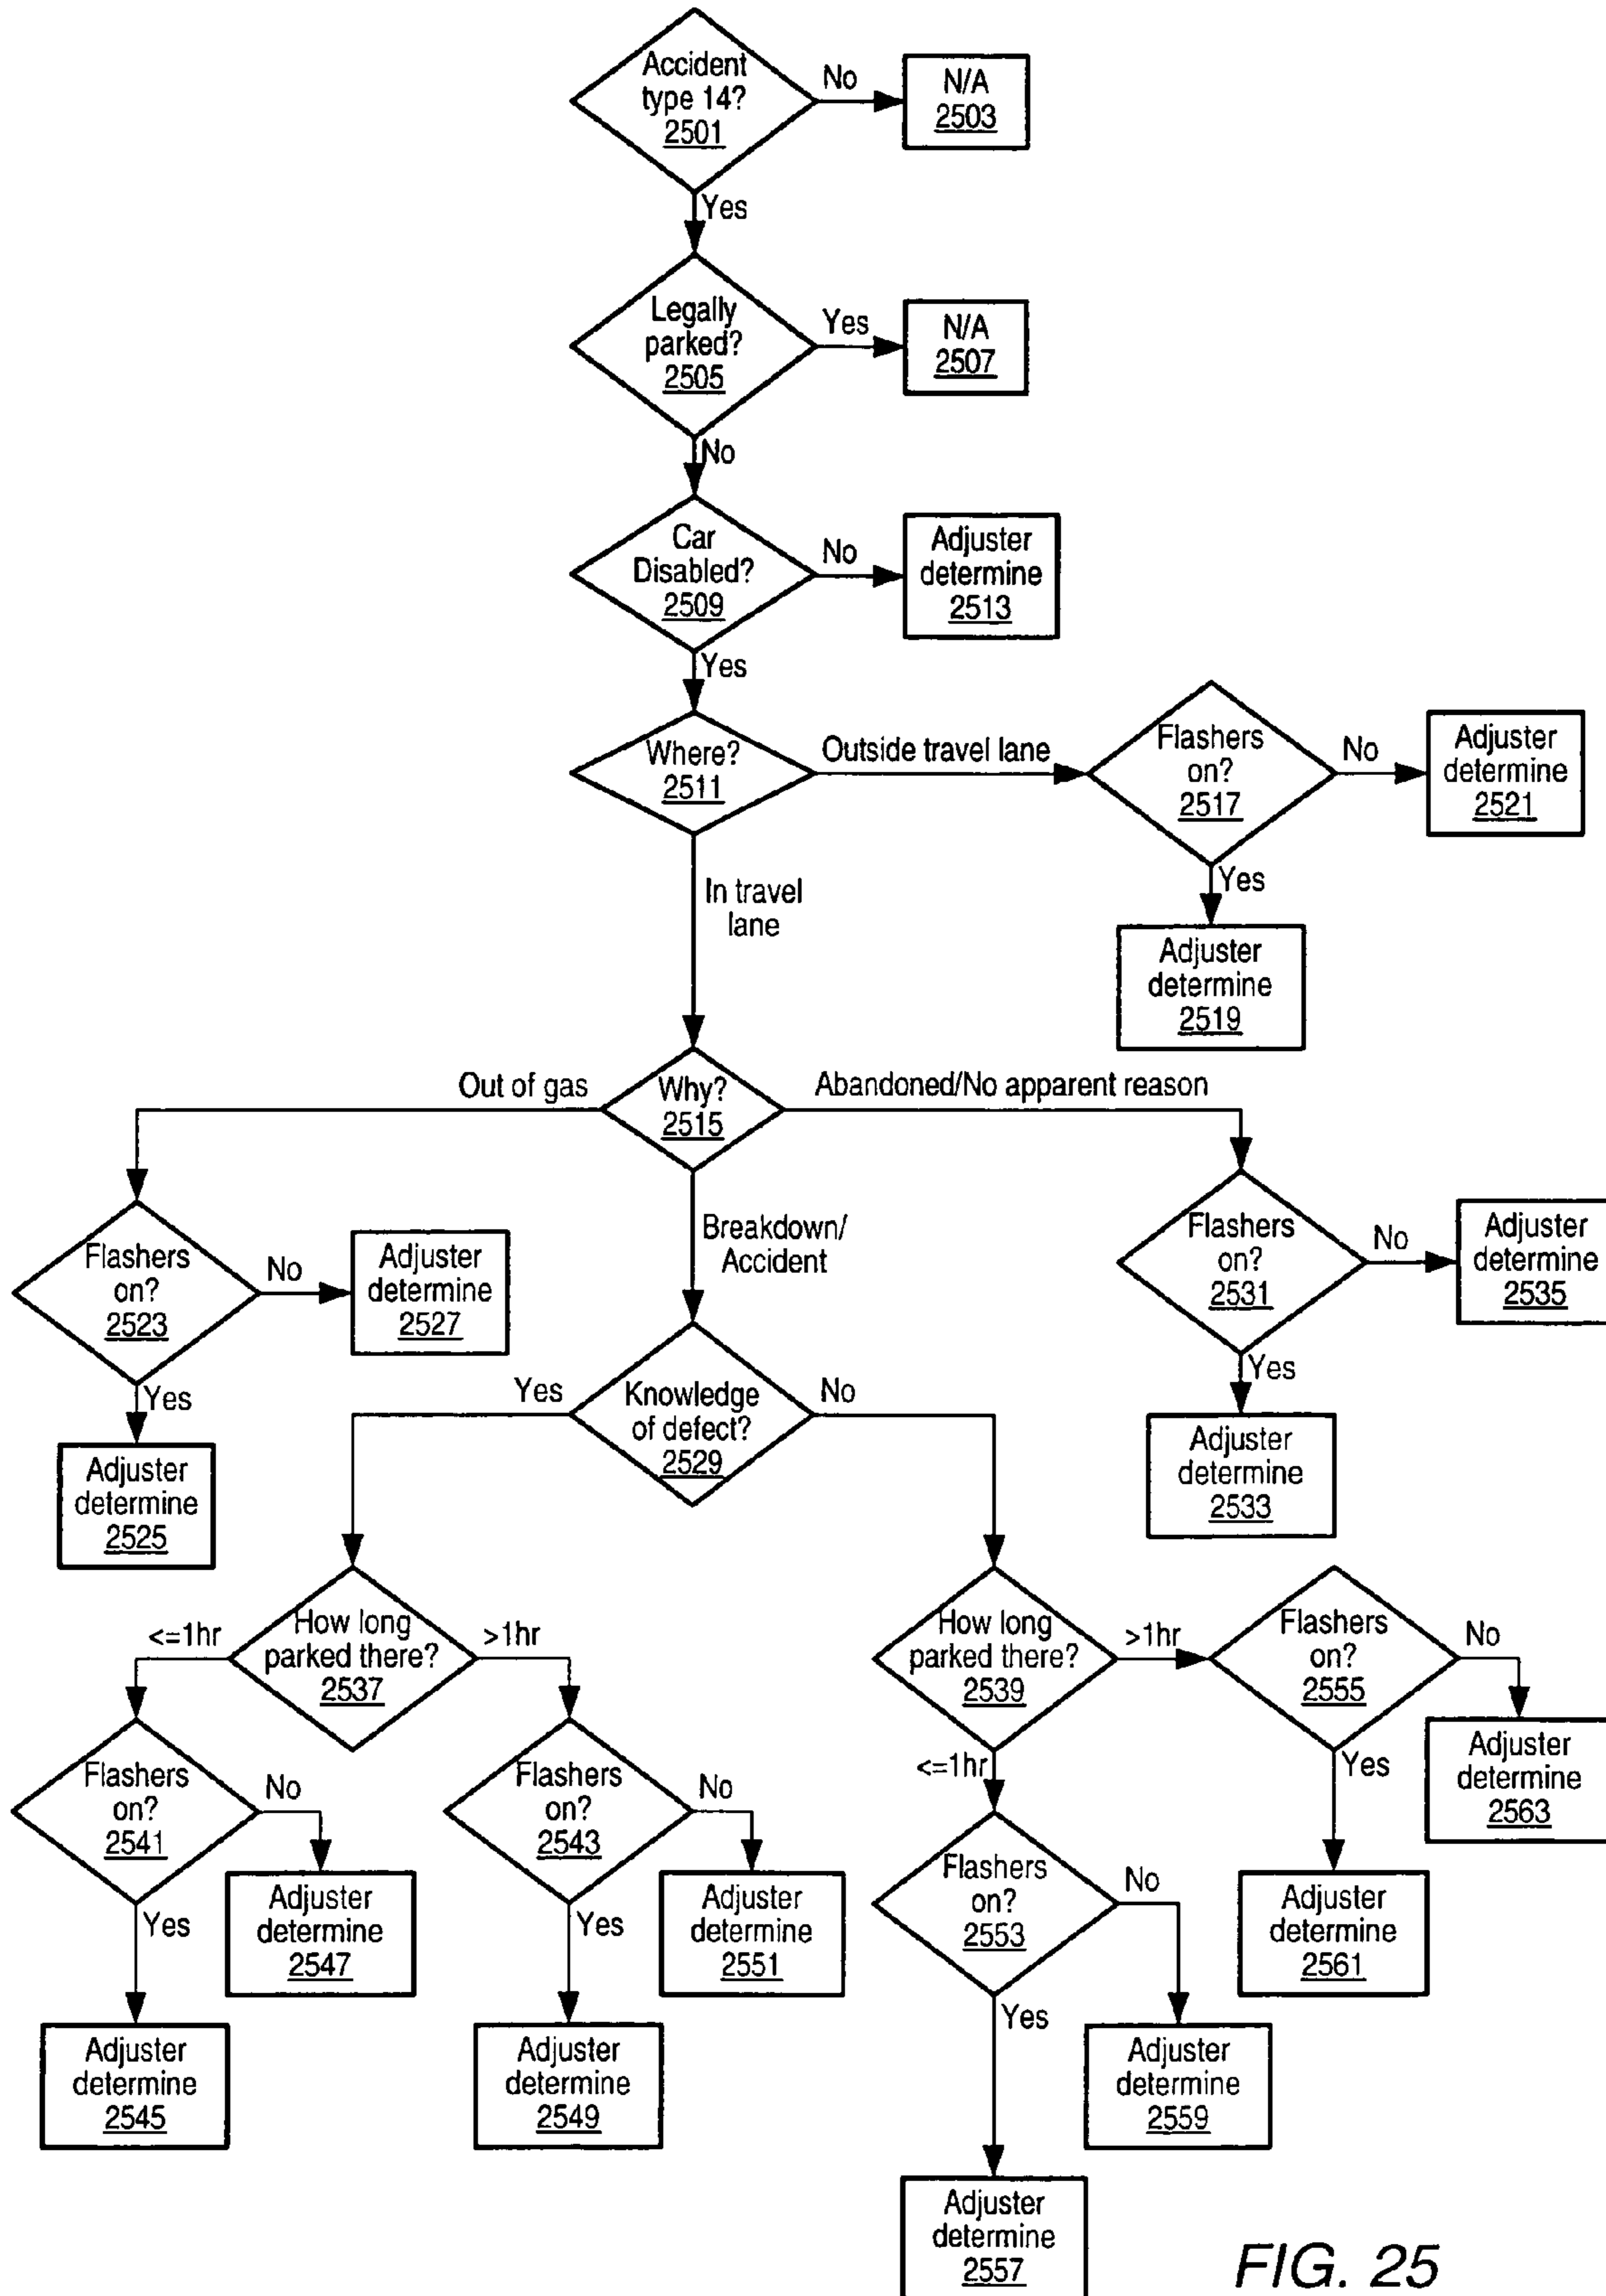 Accident
type 14?
2501
No
N/A
2503
Yes
Legally
parked?
2505
Yes
N/A
2507
No
Car
Disabled?
2509
No
Adjuster
determine
2513
Yes
Where?
2511
Outside travel lane
Flashers
on?
2517
No
Adjuster
determine
2521
Yes
Adjuster
determine
2519
In travel
lane
Why?
2515
Out of gas
Abandoned/No apparent reason
Flashers
on?
2523
No
Adjuster
determine
2527
Yes
Adjuster
determine
2525
Breakdown/
Accident
Flashers
on?
2531
No
Adjuster
determine
2535
Yes
Adjuster
determine
2533
Knowledge
of defect?
2529
Yes
No
How long
parked there?
2537
<=1hr
>1hr
Flashers
on?
2541
No
Adjuster
determine
2547
Yes
Adjuster
determine
2545
Flashers
on?
2543
No
Adjuster
determine
2551
Yes
Adjuster
determine
2549
How long
parked there?
2539
>1hr
Flashers
on?
2555
No
Adjuster
determine
2563
Yes
Adjuster
determine
2561
<=1hr
Flashers
on?
2553
No
Adjuster
determine
2559
Yes
Adjuster
determine
2557
FIG. 25